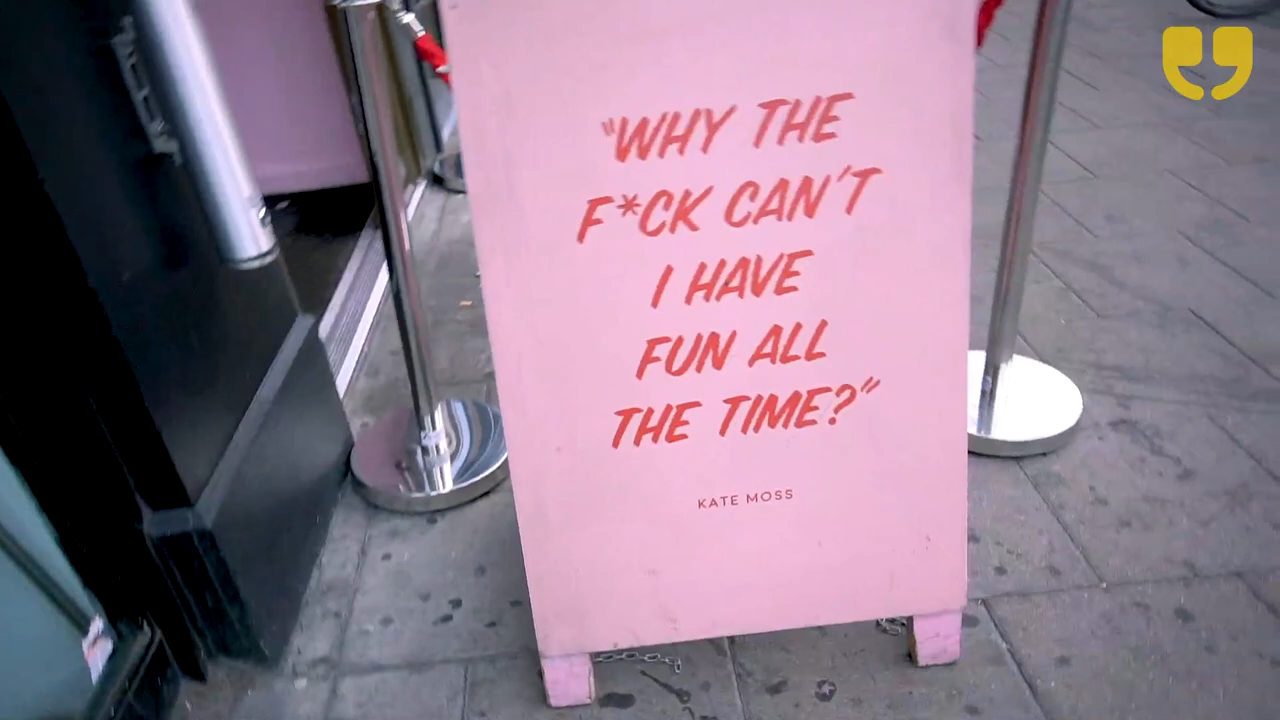 "WHY THE
F*CK CAN'T
I HAVE
FUN ALL
THE TIME?"
KATE MOSS